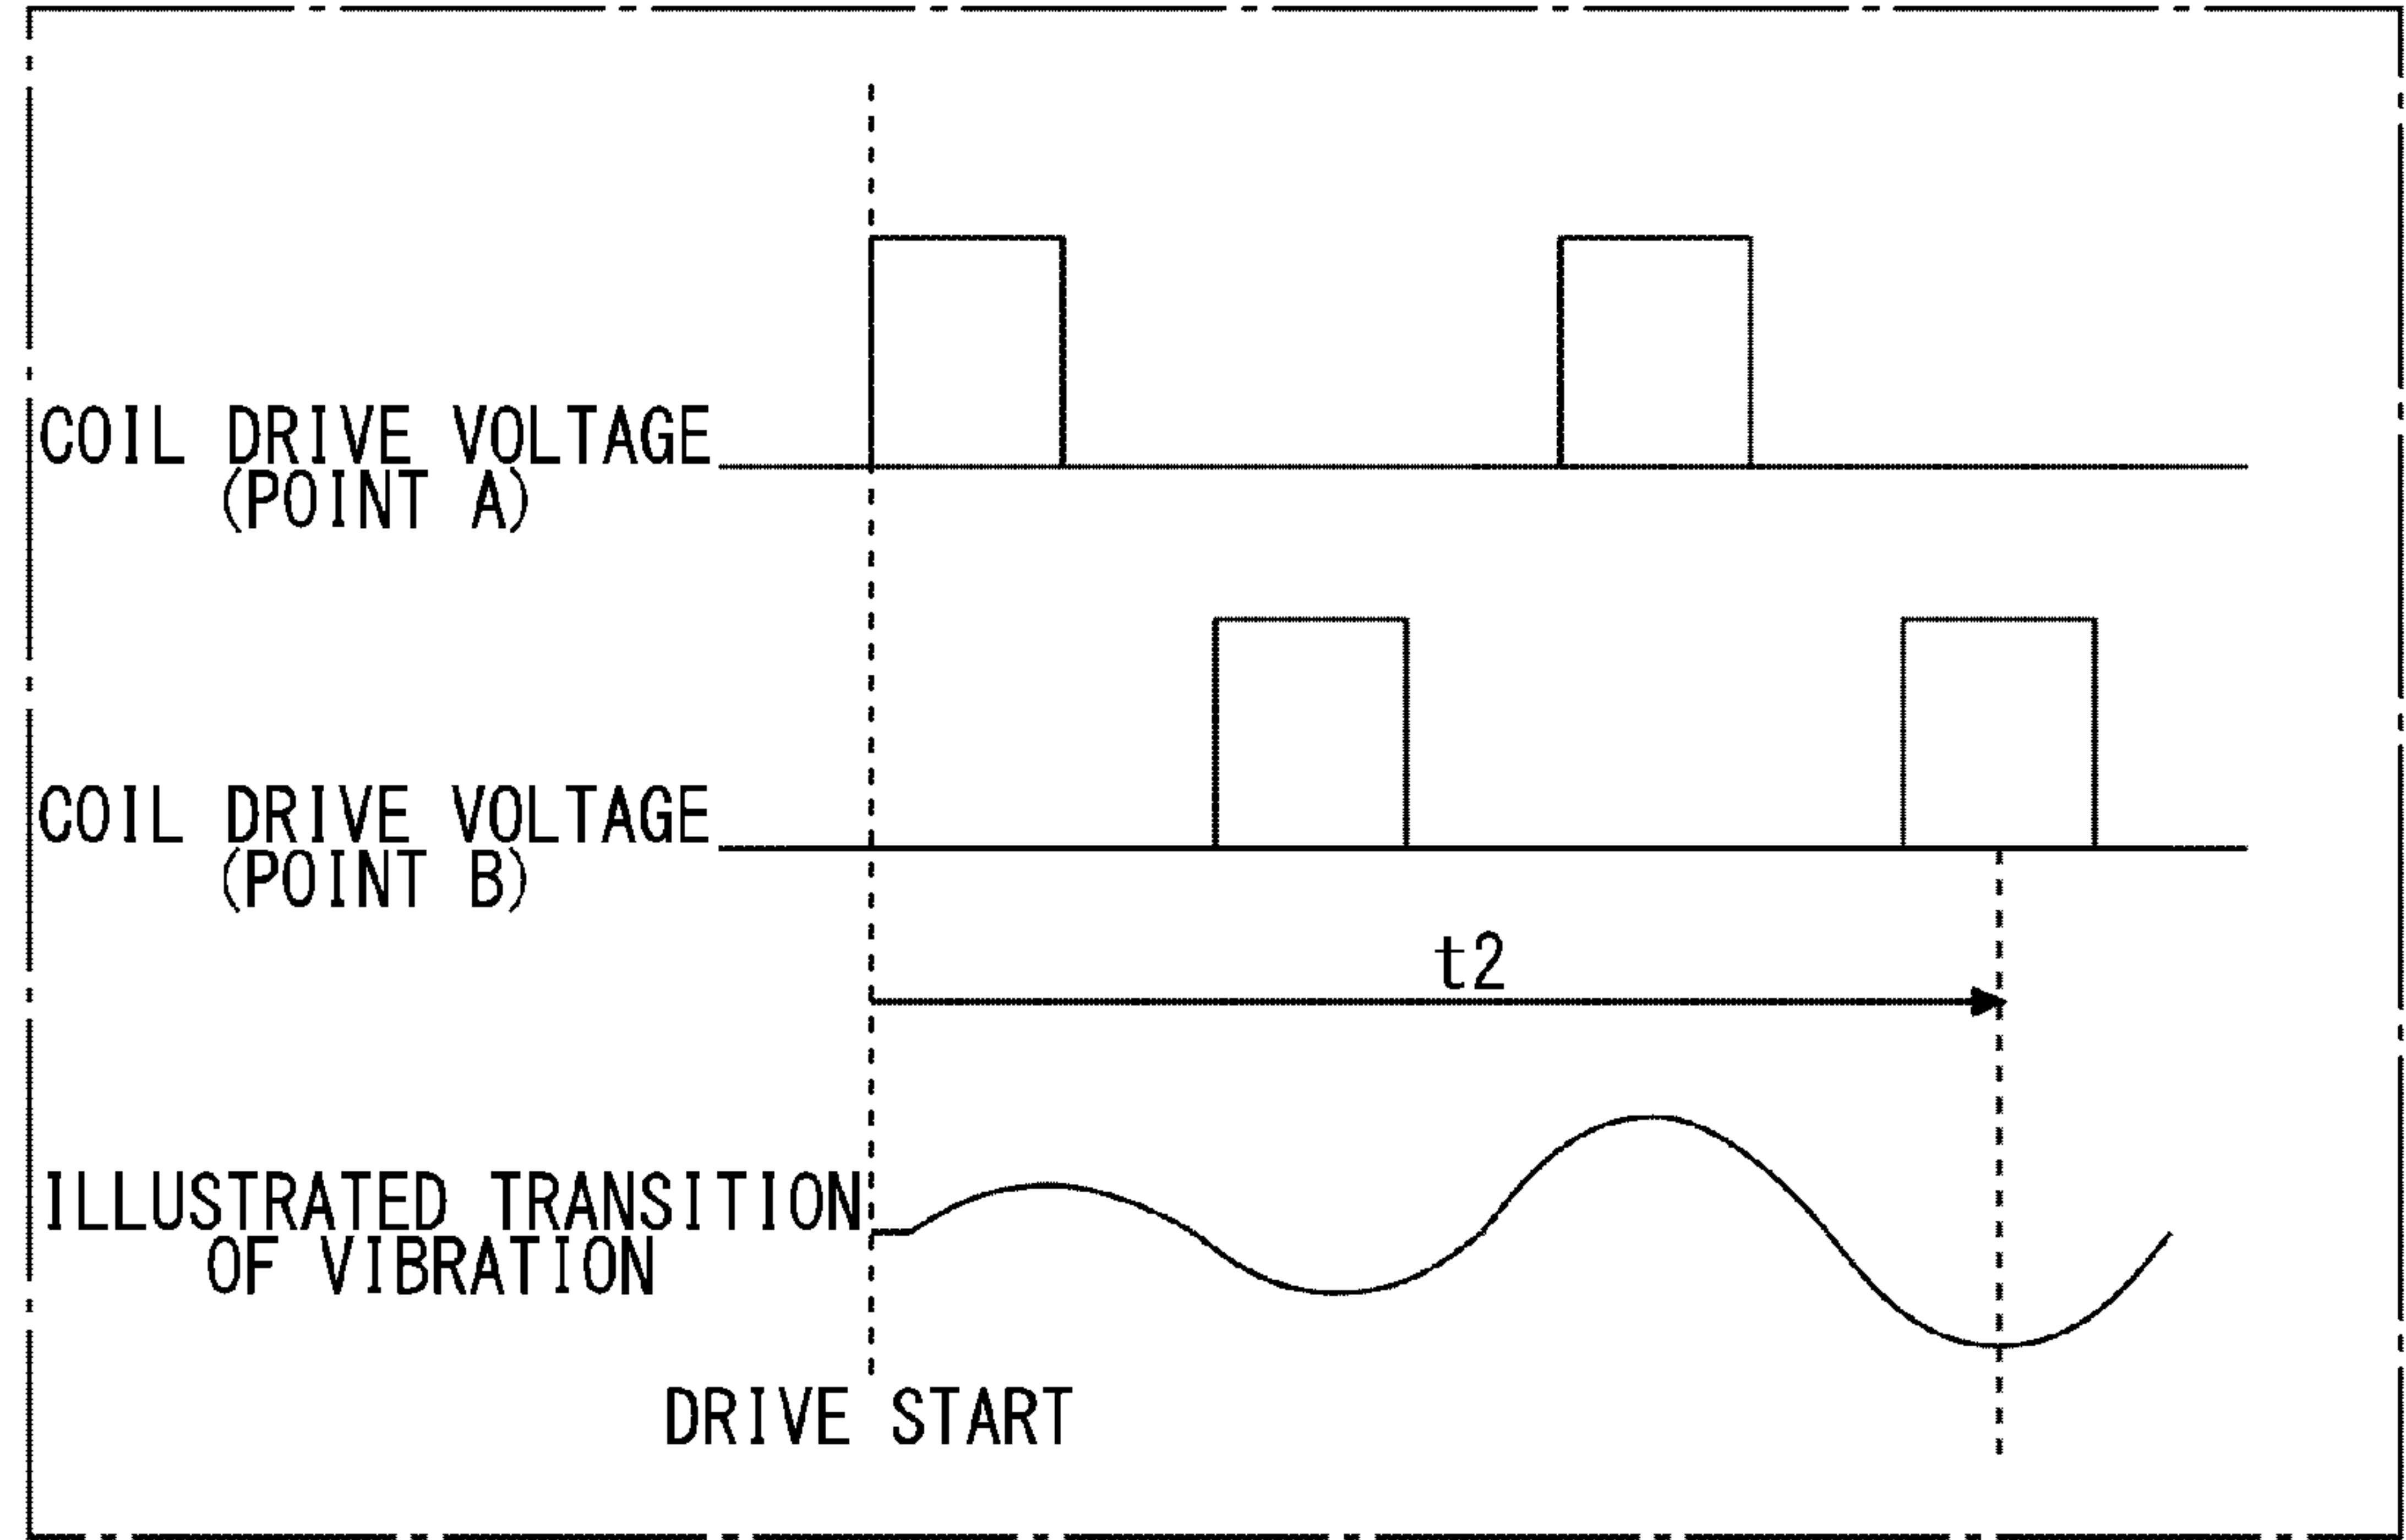 COIL DRIVE VOLTAGE
(POINT A)
COIL DRIVE VOLTAGE
(POINT B)
t2
ILLUSTRATED TRANSITION
OF VIBRATION
DRIVE START